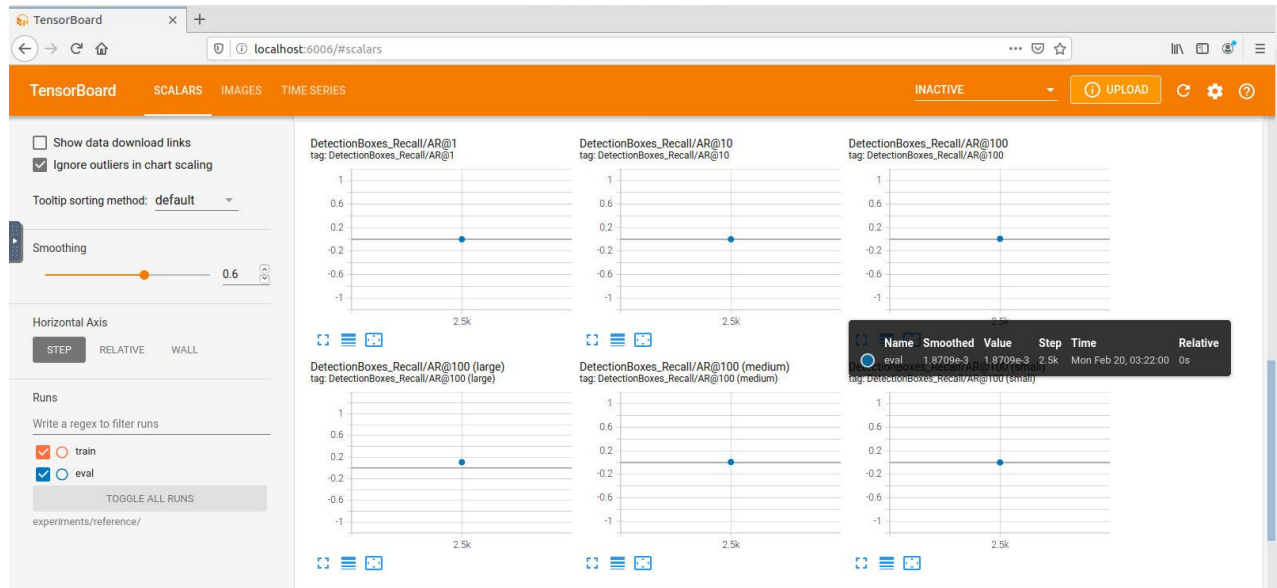 TensorBoard
localhost:6006/#scalars
TensorBoard SCALARS IMAGES TIME SERIES INACTIVE UPLOAD
Show data download links
Ignore outliers in chart scaling
Tooltip sorting method: default
Smoothing
0.6
Horizontal Axis
STEP RELATIVE WALL
Runs
Write a regex to filter runs
train
eval
TOGGLE ALL RUNS
experiments/reference/
DetectionBoxes_Recall/AR@1
tag: DetectionBoxes_Recall/AR@1
1
0.6
0.2
-0.2
-0.6
-1
2.5k
DetectionBoxes_Recall/AR@10
tag: DetectionBoxes_Recall/AR@10
1
0.6
0.2
-0.2
-0.6
-1
2.5k
DetectionBoxes_Recall/AR@100
tag: DetectionBoxes_Recall/AR@100
1
0.6
0.2
-0.2
-0.6
-1
2.5k
Name Smoothed Value Step Time Relative
eval 1.8709e-3 1.8709e-3 2.5k Mon Feb 20, 03:22:00 0s
DetectionBoxes_Recall/AR@100 (large)
tag: DetectionBoxes_Recall/AR@100 (large)
1
0.6
0.2
-0.2
-0.6
-1
2.5k
DetectionBoxes_Recall/AR@100 (medium)
tag: DetectionBoxes_Recall/AR@100 (medium)
1
0.6
0.2
-0.2
-0.6
-1
2.5k
DetectionBoxes_Recall/AR@100 (small)
tag: DetectionBoxes_Recall/AR@100 (small)
1
0.6
0.2
-0.2
-0.6
-1
2.5k